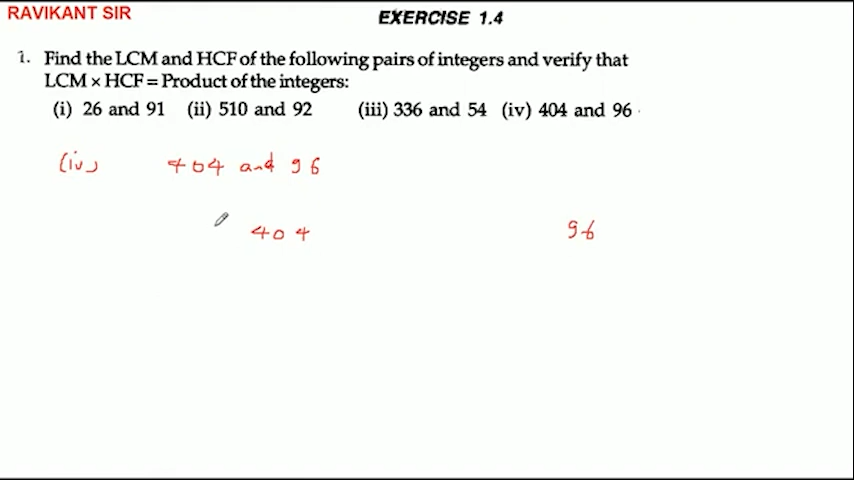 RAVIKANT SIR
EXERCISE 1.4
1. Find the LCM and HCF of the following pairs of integers and verify that
LCM × HCF = Product of the integers:
(i) 26 and 91 (ii) 510 and 92 (iii) 336 and 54 (iv) 404 and 96
(iv) 404 and 96
404 96